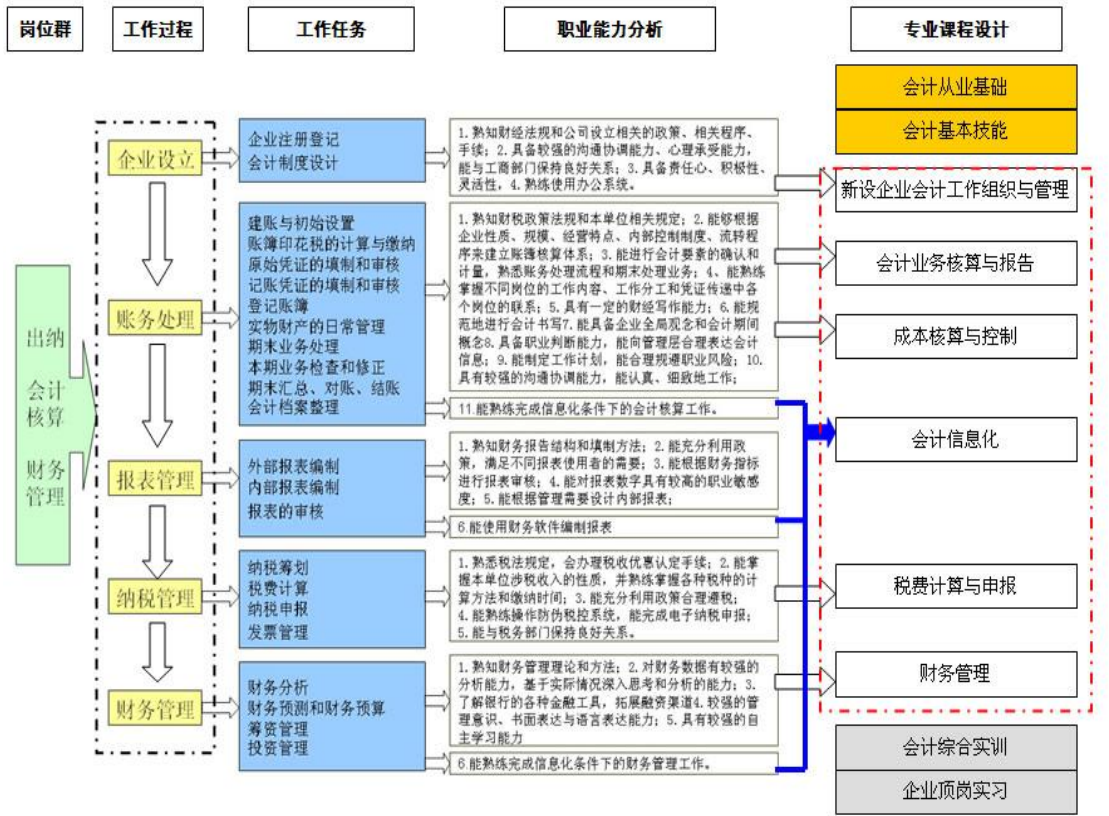 岗位群
工作过程
工作任务
职业能力分析
专业课程设计
出纳
会计
核算
财务
管理
企业设立
账务处理
报表管理
纳税管理
财务管理
企业注册登记
会计制度设计
建账与初始设置
账簿印花税的计算与缴纳
原始凭证的填制和审核
记账凭证的填制和审核
登记账簿
实物财产的日常管理
期末业务处理
本期业务检查和修正
期末汇总、对账、结账
会计档案整理
外部报表编制
内部报表编制
报表的审核
纳税筹划
税费计算
纳税申报
发票管理
财务分析
财务预测和财务预算
筹资管理
投资管理
1.熟知财经法规和公司设立相关的政策、相关程序、
手续；2.具备较强的沟通协调能力、心理承受能力，
能与工商部门保持良好关系；3.具备责任心、积极性、
灵活性，4.熟练使用办公系统。
1.熟知财税政策法规和本单位相关规定；2.能够根据
企业性质、规模、经营特点、内部控制制度、流转程
序来建立账簿核算体系；3.能进行会计要素的确认和
计量，熟悉账务处理流程和期末处理业务；4、能熟练
掌握不同岗位的工作内容、工作分工和凭证传递中各
个岗位的联系；5.具有一定的财经写作能力；6.能规
范地进行会计书写7.能具备企业全局观念和会计期间
概念8.具备职业判断能力，能向管理层合理表达会计
信息；9.能制定工作计划，能合理规遵职业风险；10.
具有较强的沟通协调能力，能认真、细致地工作；
11.能熟练完成信息化条件下的会计核算工作。
1.熟知财务报告结构和填制方法；2.能充分利用政
策，满足不同报表使用者的需要；3.能根据财务指标
进行报表审核；4.能对报表数字具有较高的职业敏感
度；5.能根据管理需要设计内部报表；
6.能使用财务软件编制报表
1.熟悉税法规定，会办理税收优惠认定手续；2.能掌
握本单位涉税收入的性质，并熟练掌握各种税种的计
算方法和缴纳时间；3.能充分利用政策合理遵税；
4.能熟练操作防伪税控系统，能完成电子纳税申报；
5.能与税务部门保持良好关系。
1.熟知财务管理理论和方法；2.对财务数据有较强的
分析能力，基于实际情况深入思考和分析的能力；3.
了解银行的各种金融工具，拓展融资渠道4.较强的管
理意识、书面表达与语言表达能力；5.具有较强的自
主学习能力
6.能熟练完成信息化条件下的财务管理工作。
会计从业基础
会计基本技能
新设企业会计工作组织与管理
会计业务核算与报告
成本核算与控制
会计信息化
税费计算与申报
财务管理
会计综合实训
企业顶岗实习